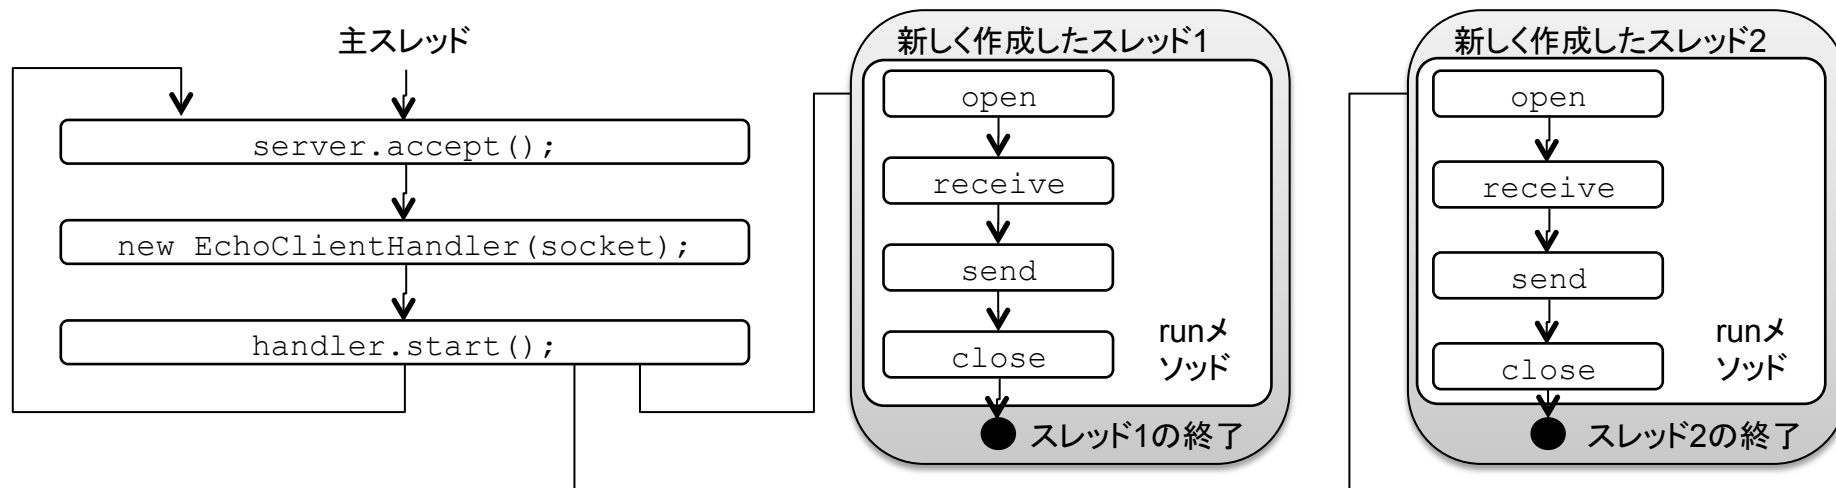 主スレッド
server.accept();
new EchoClientHandler(socket);
handler.start();
新しく作成したスレッド1
open
receive
send
close
runメ
ソッド
スレッド1の終了
新しく作成したスレッド2
open
receive
send
close
runメ
ソッド
スレッド2の終了